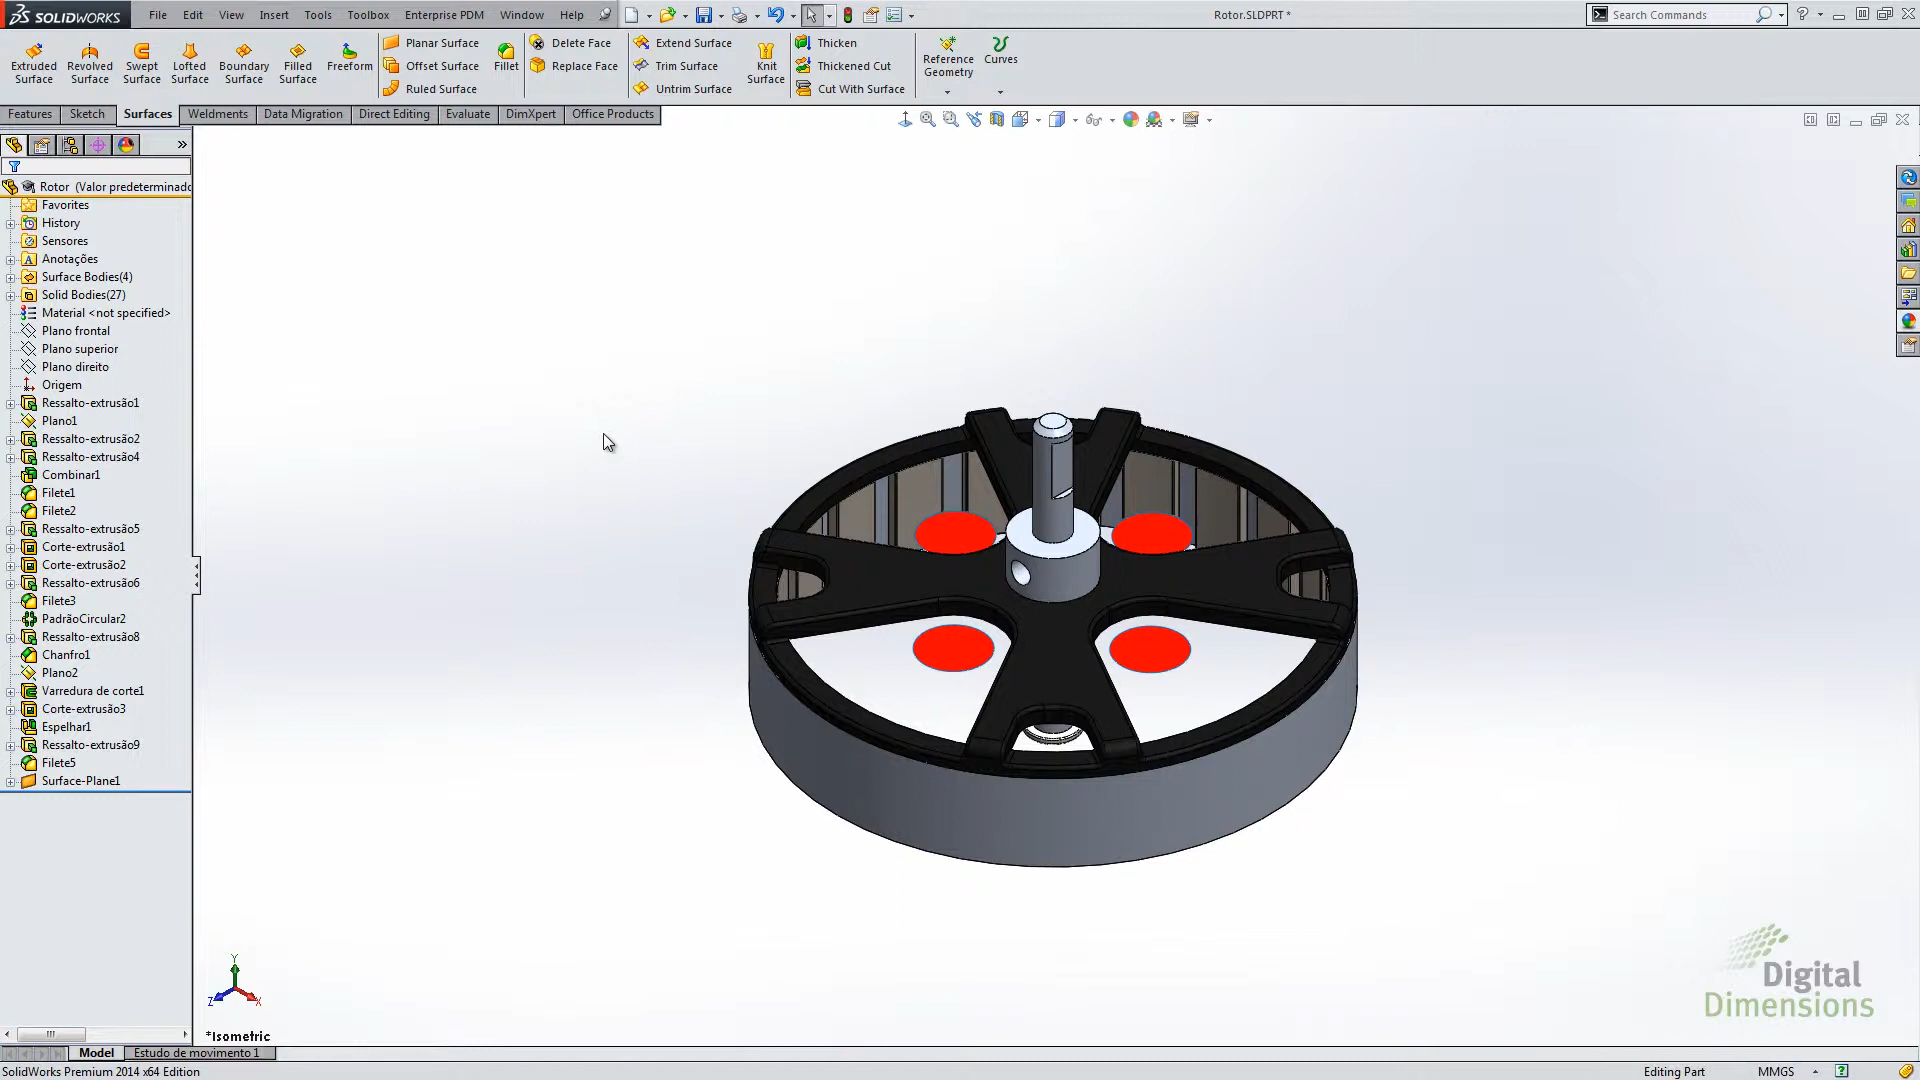 SOLIDWORKS File Edit View Insert Tools Toolbox Enterprise PDM Window Help Rotor.SLDPRT * Search Commands
Extruded Surface
Revolved Surface
Swept Surface
Lofted Surface
Boundary Surface
Filled Surface
Freeform
Planar Surface
Offset Surface
Ruled Surface
Fillet
Delete Face
Replace Face
Extend Surface
Trim Surface
Untrim Surface
Knit Surface
Thicken
Thickened Cut
Cut With Surface
Reference Geometry
Curves
Features Sketch Surfaces Weldments Data Migration Direct Editing Evaluate DimXpert Office Products
Rotor (Valor predeterminado
Favorites
History
Sensores
Anotações
Surface Bodies(4)
Solid Bodies(27)
Material <not specified>
Plano frontal
Plano superior
Plano direito
Origem
Ressalto-extrusão1
Plano1
Ressalto-extrusão2
Ressalto-extrusão4
Combinar1
Filete1
Filete2
Ressalto-extrusão5
Corte-extrusão1
Corte-extrusão2
Ressalto-extrusão6
Filete3
PadrãoCircular2
Ressalto-extrusão8
Chanfro1
Plano2
Varredura de corte1
Corte-extrusão3
Espelhar1
Ressalto-extrusão9
Filete5
Surface-Plane1
Y
Z
X
*Isometric
Digital
Dimensions
Model Estudo de movimento 1
SolidWorks Premium 2014 x64 Edition Editing Part MMGS